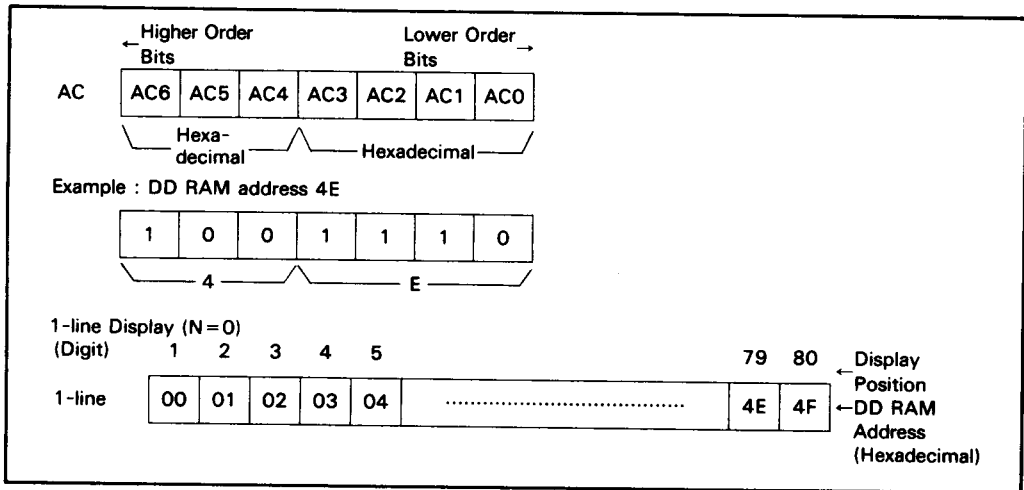 ←Higher Order Bits Lower Order Bits→
AC AC6 AC5 AC4 AC3 AC2 AC1 AC0
Hexa-decimal Hexadecimal
Example : DD RAM address 4E
1 0 0 1 1 1 0
4 E
1-line Display (N=0)
(Digit) 1 2 3 4 5 79 80 ←Display Position
1-line 00 01 02 03 04 ........................................ 4E 4F ←DD RAM Address (Hexadecimal)